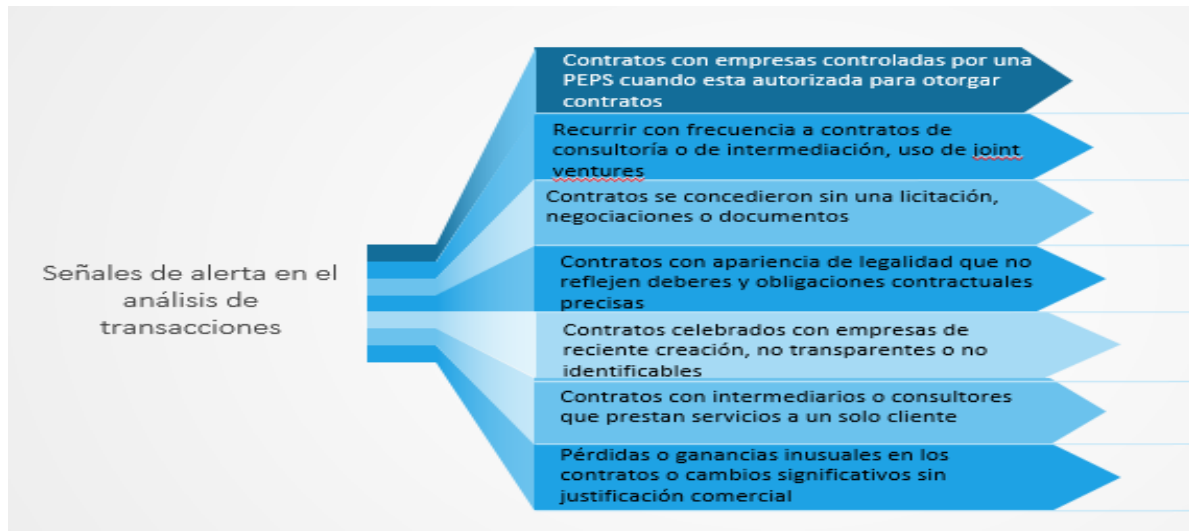 Señales de alerta en el
análisis de
transacciones
Contratos con empresas controladas por una
PEPS cuando esta autorizada para otorgar
contratos
Recurrir con frecuencia a contratos de
consultoría o de intermediación, uso de joint
ventures
Contratos se concedieron sin una licitación,
negociaciones o documentos
Contratos con apariencia de legalidad que no
reflejen deberes y obligaciones contractuales
precisas
Contratos celebrados con empresas de
reciente creación, no transparentes o no
identificables
Contratos con intermediarios o consultores
que prestan servicios a un solo cliente
Pérdidas o ganancias inusuales en los
contratos o cambios significativos sin
justificación comercial